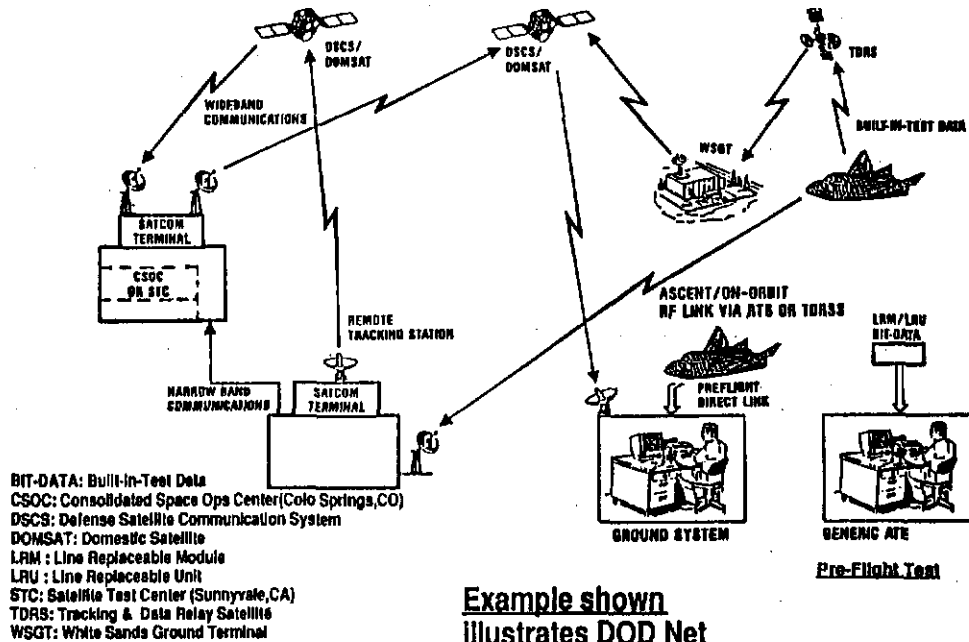 DSCS/
DOMSAT
DSCS/
DOMSAT
TDRS
WIDEBAND
COMMUNICATIONS
BUILT-IN-TEST DATA
WSGT
SATCOM
TERMINAL
CSOC
OR STC
ASCENT/ON-ORBIT
RF LINK VIA RTS OR TDRSS
REMOTE
TRACKING STATION
LRM/LRU
BIT-DATA
NARROW BAND
COMMUNICATIONS
SATCOM
TERMINAL
PREFLIGHT
DIRECT LINK
GROUND SYSTEM
GENERIC ATE
Pre-Flight Test
BIT-DATA: Built-In-Test Data
CSOC: Consolidated Space Ops Center(Colo Springs,CO)
DSCS: Defense Satellite Communication System
DOMSAT: Domestic Satellite
LRM : Line Replaceable Module
LRU : Line Replaceable Unit
STC: Satellite Test Center (Sunnyvale,CA)
TDRS: Tracking & Data Relay Satellite
WSGT: White Sands Ground Terminal
Example shown
illustrates DOD Net